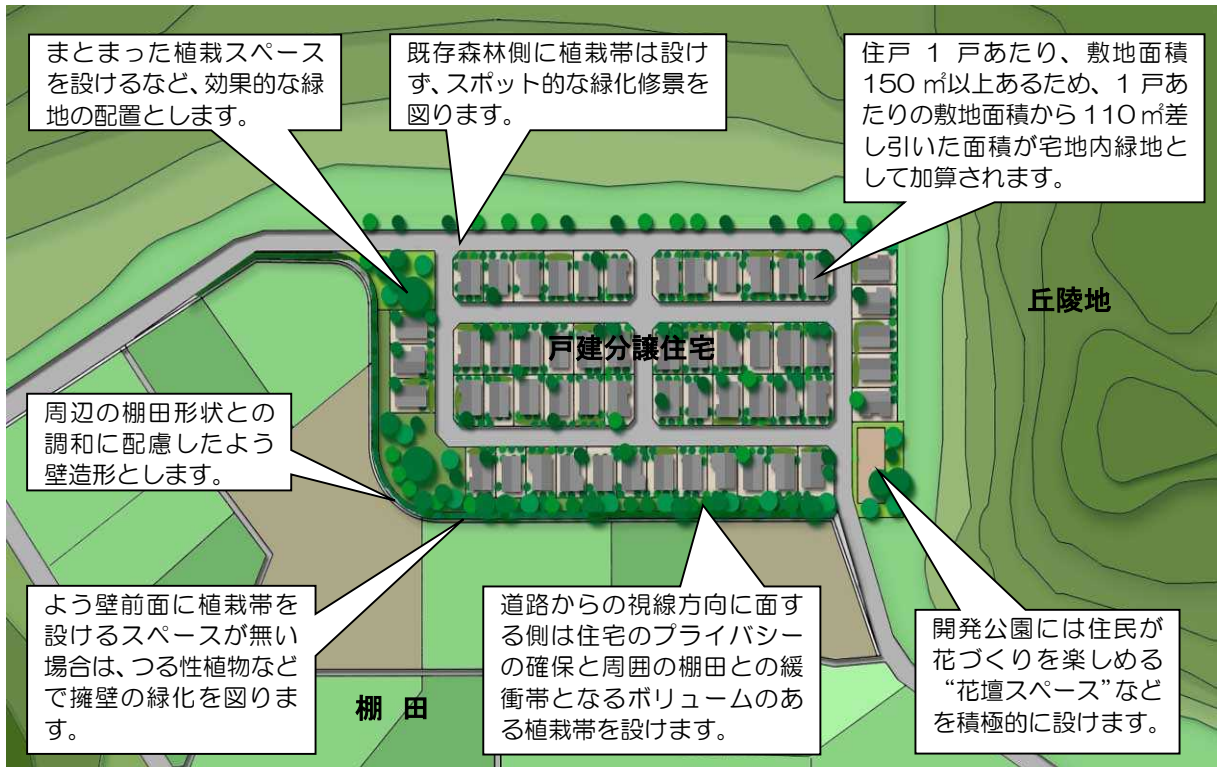 まとまった植栽スペース
を設けるなど、効果的な緑
地の配置とします。
既存森林側に植栽帯は設け
ず、スポット的な緑化修景を
図ります。
住戸 1 戸あたり、敷地面積
150 ㎡以上あるため、1 戸あ
たりの敷地面積から 110 ㎡差
し引いた面積が宅地内緑地と
して加算されます。
丘陵地
戸建分譲住宅
周辺の棚田形状との
調和に配慮したよう
壁造形とします。
よう壁前面に植栽帯を
設けるスペースが無い
場合は、つる性植物など
で擁壁の緑化を図りま
す。
棚 田
道路からの視線方向に面す
る側は住宅のプライバシー
の確保と周囲の棚田との緩
衝帯となるボリュームのあ
る植栽帯を設けます。
開発公園には住民が
花づくりを楽しめる
“花壇スペース”など
を積極的に設けます。